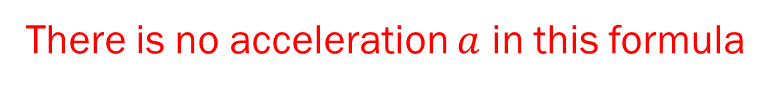 There is no acceleration a in this formula